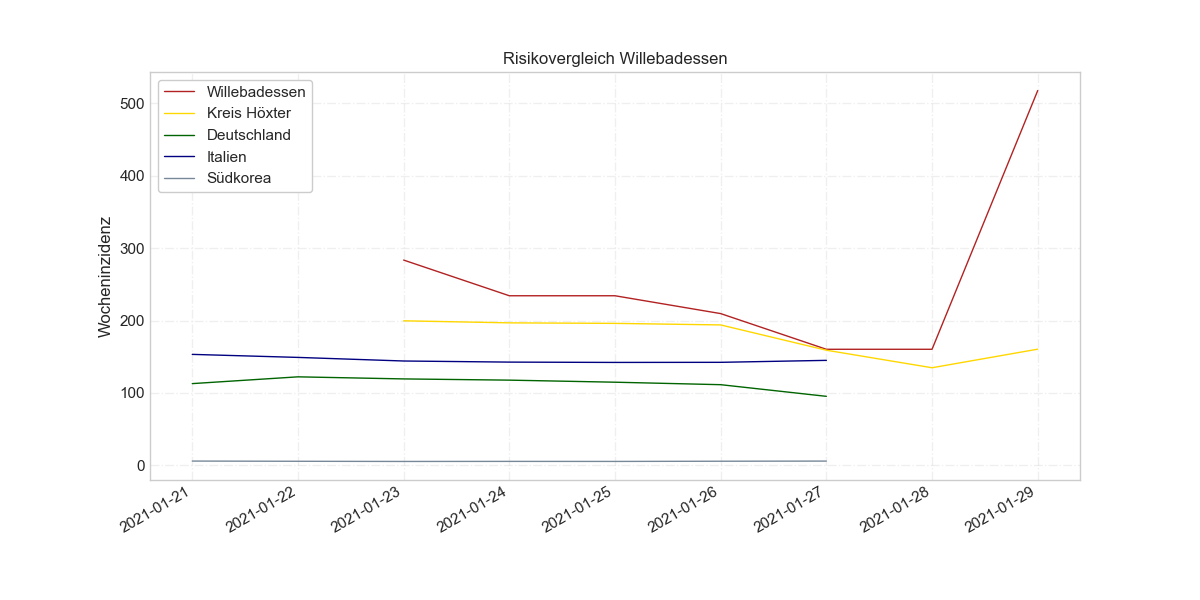 Risikovergleich Willebadessen
Willebadessen
Kreis Höxter
Deutschland
Italien
Südkorea
Wocheninzidenz
500
400
300
200
100
0
2021-01-21
2021-01-22
2021-01-23
2021-01-24
2021-01-25
2021-01-26
2021-01-27
2021-01-28
2021-01-29